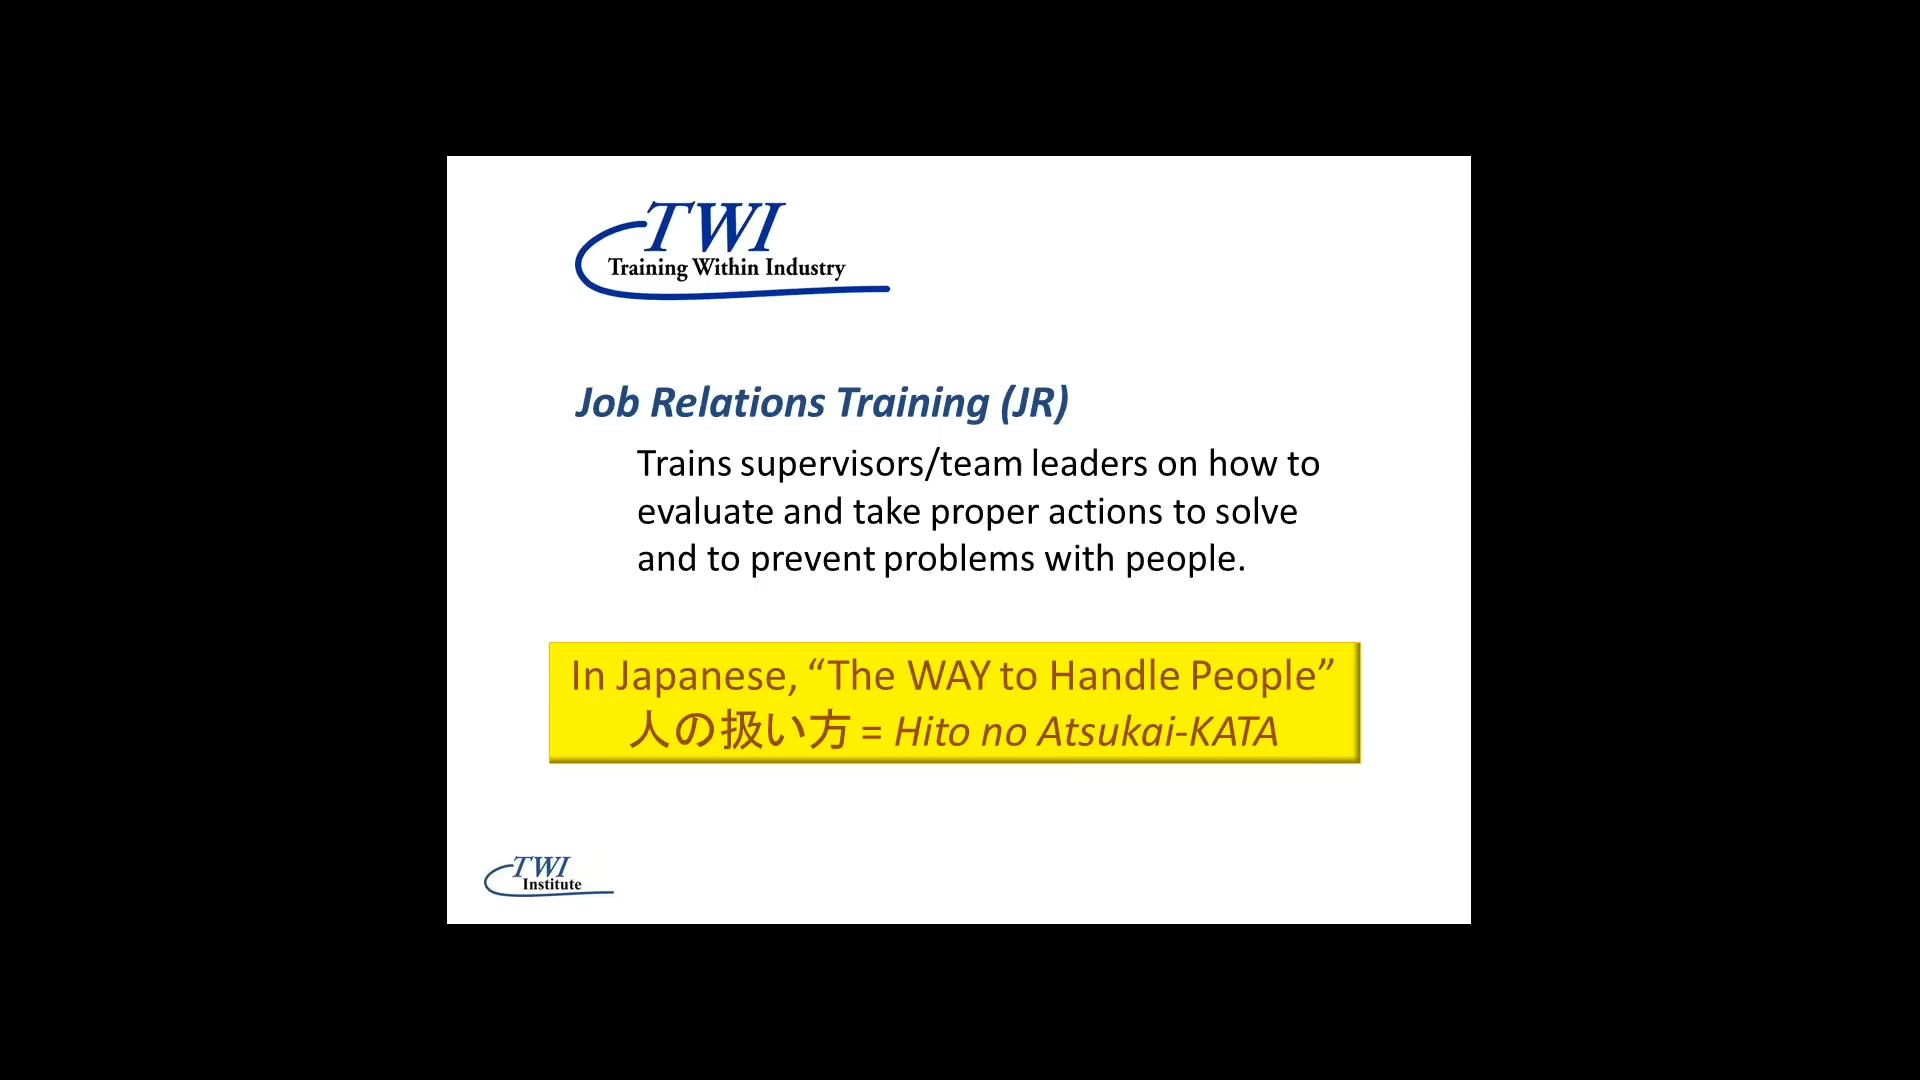 TWI
Training Within Industry
Job Relations Training (JR)
Trains supervisors/team leaders on how to
evaluate and take proper actions to solve
and to prevent problems with people.
In Japanese, “The WAY to Handle People”
人の扱い方 = Hito no Atsukai-KATA
TWI
Institute